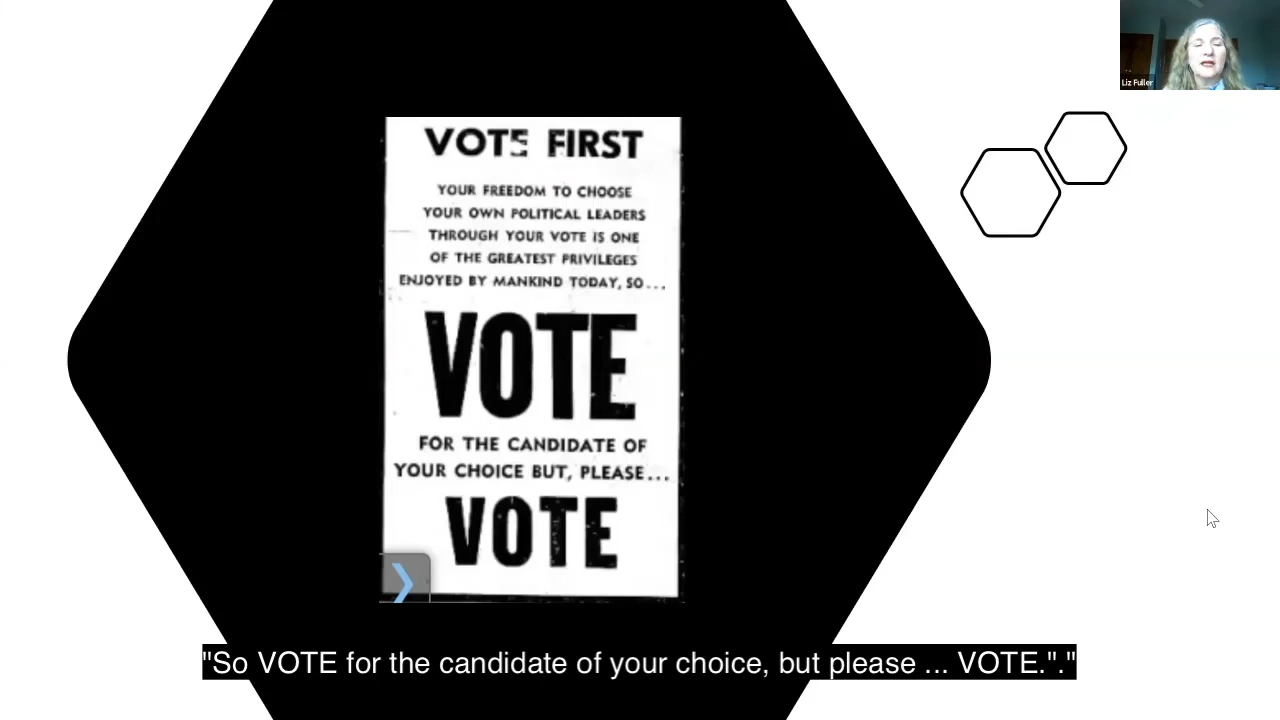 Liz Fuller
VOTE FIRST
YOUR FREEDOM TO CHOOSE
YOUR OWN POLITICAL LEADERS
THROUGH YOUR VOTE IS ONE
OF THE GREATEST PRIVILEGES
ENJOYED BY MANKIND TODAY, SO...
VOTE
FOR THE CANDIDATE OF
YOUR CHOICE BUT, PLEASE...
VOTE
"So VOTE for the candidate of your choice, but please ... VOTE."."